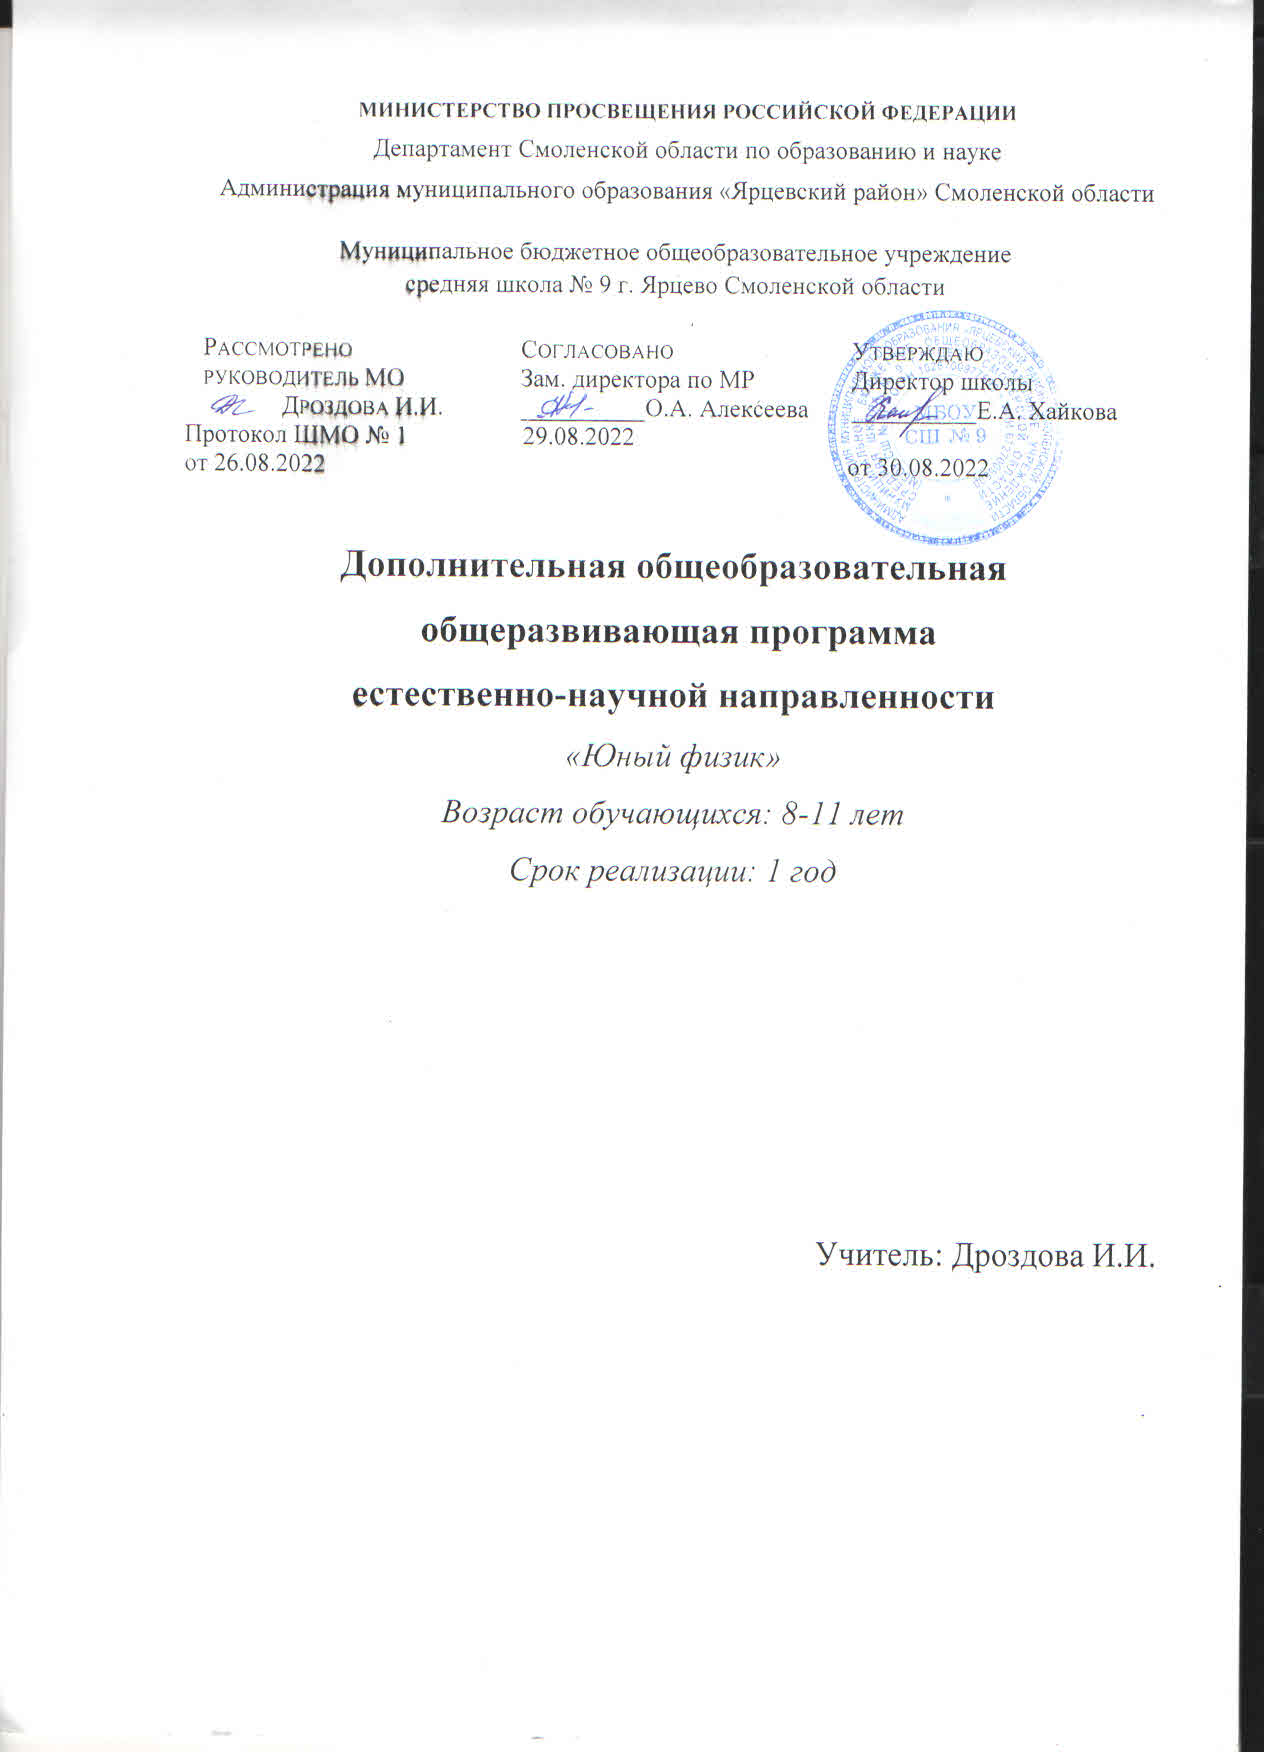 МИНИСТЕРСТВО ПРОСВЕЩЕНИЯ РОССИЙСКОЙ ФЕДЕРАЦИИ
Департамент Смоленской области по образованию и науке
Администрация муниципального образования «Ярцевский район» Смоленской области
Муниципальное бюджетное общеобразовательное учреждение
средняя школа № 9 г. Ярцево Смоленской области
РАССМОТРЕНО
РУКОВОДИТЕЛЬ МО
ДРОЗДОВА И.И.
Протокол ШМО № 1
от 26.08.2022
СОГЛАСОВАНО
Зам. директора по МР
О.А. Алексеева
29.08.2022
УТВЕРЖДАЮ
Директор школы
Е.А. Хайкова
от 30.08.2022
МБОУ
СШ № 9
Дополнительная общеобразовательная
общеразвивающая программа
естественно-научной направленности
«Юный физик»
Возраст обучающихся: 8-11 лет
Срок реализации: 1 год
Учитель: Дроздова И.И.